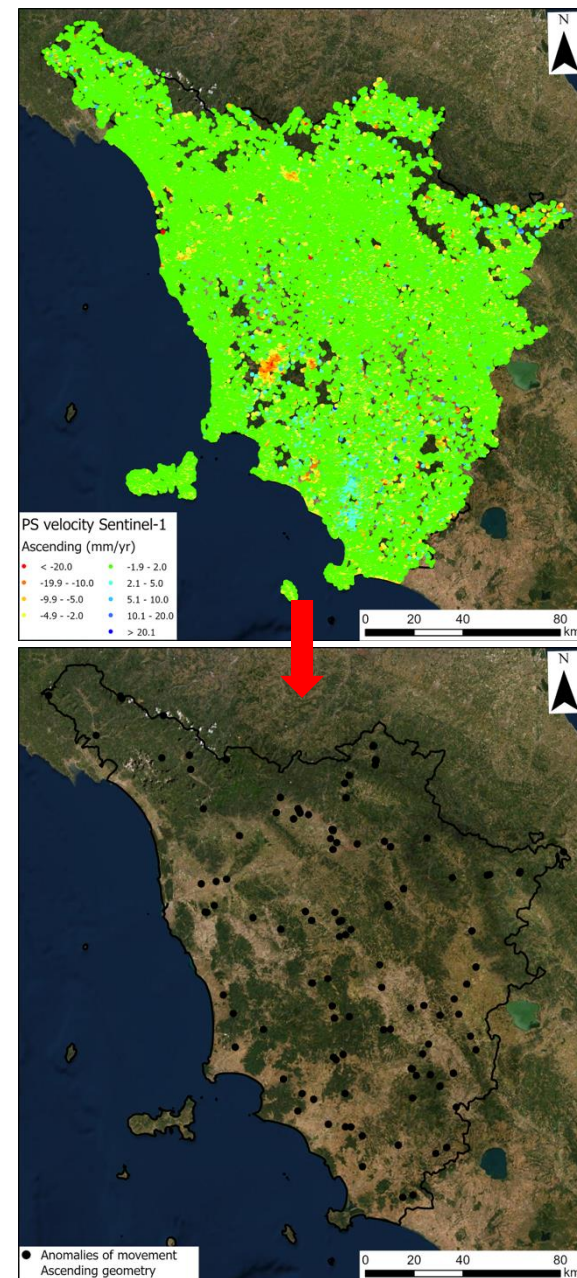 N
PS velocity Sentinel-1
Ascending (mm/yr)
< -20.0 -1.9 - 2.0
-19.9 - -10.0 2.1 - 5.0
-9.9 - -5.0 5.1 - 10.0
-4.9 - -2.0 10.1 - 20.0
> 20.1
0 20 40 80
km
N
Anomalies of movement
Ascending geometry
0 20 40 80
km